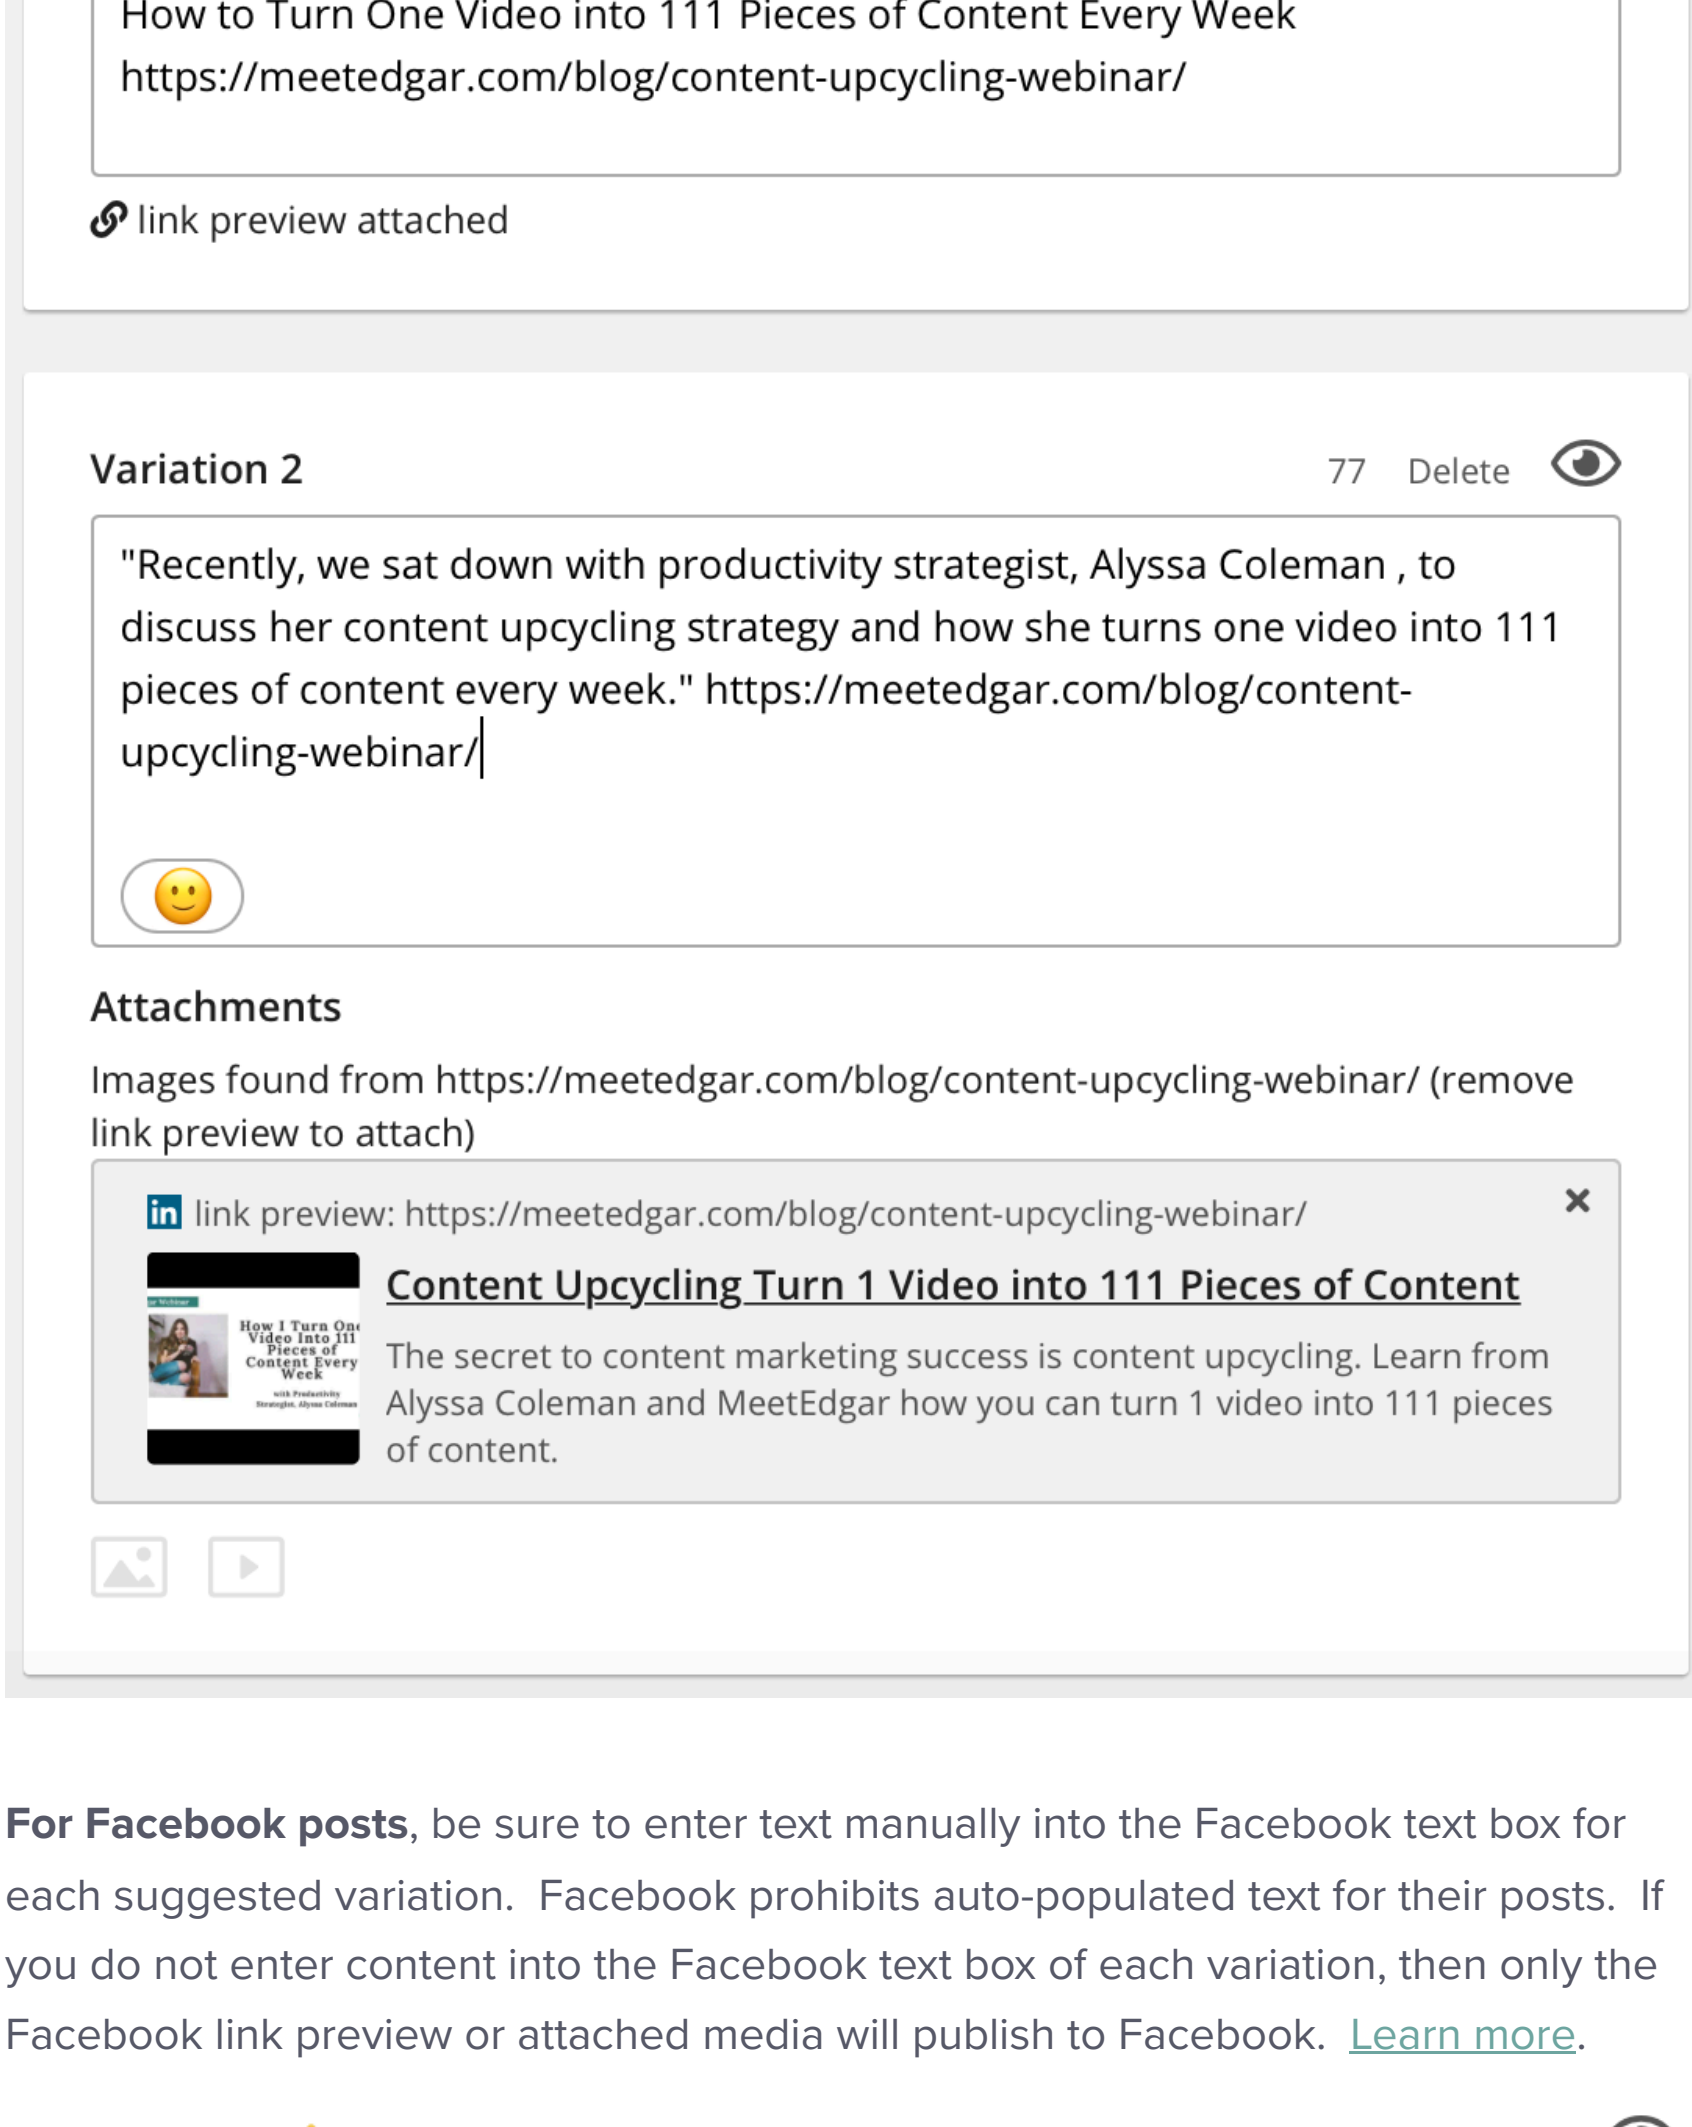 How to Turn One Video into 111 Pieces of Content Every Week
https://meetedgar.com/blog/content-upcycling-webinar/
link preview attached
Variation 2
77 Delete
"Recently, we sat down with productivity strategist, Alyssa Coleman , to
discuss her content upcycling strategy and how she turns one video into 111
pieces of content every week." https://meetedgar.com/blog/content-
upcycling-webinar/
Attachments
Images found from https://meetedgar.com/blog/content-upcycling-webinar/ (remove
link preview to attach)
in link preview: https://meetedgar.com/blog/content-upcycling-webinar/
Webinar
How I Turn One
Video Into 111
Pieces of
Content Every
Week
with Productivity
Strategist, Alyssa Coleman
Content Upcycling Turn 1 Video into 111 Pieces of Content
The secret to content marketing success is content upcycling. Learn from
Alyssa Coleman and MeetEdgar how you can turn 1 video into 111 pieces
of content.
For Facebook posts, be sure to enter text manually into the Facebook text box for
each suggested variation. Facebook prohibits auto-populated text for their posts. If
you do not enter content into the Facebook text box of each variation, then only the
Facebook link preview or attached media will publish to Facebook. Learn more.